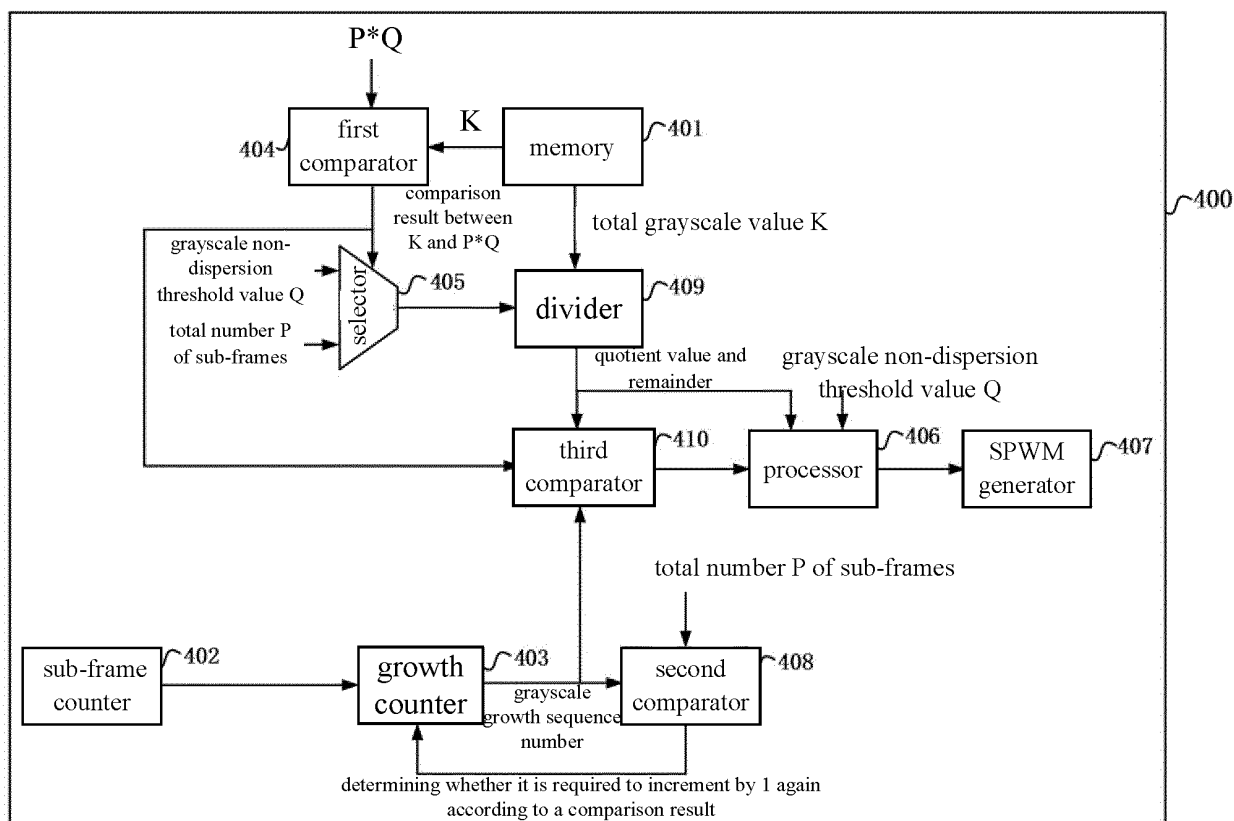 P*Q
first
comparator
404
K
memory
401
400
comparison
result between
K and P*Q
total grayscale value K
grayscale non-
dispersion
threshold value Q
total number P
of sub-frames
selector
405
divider
409
quotient value and
remainder
grayscale non-dispersion
threshold value Q
third
comparator
410
processor
406
SPWM
generator
407
total number P of sub-frames
sub-frame
counter
402
growth
counter
403
grayscale
growth sequence
number
second
comparator
408
determining whether it is required to increment by 1 again
according to a comparison result